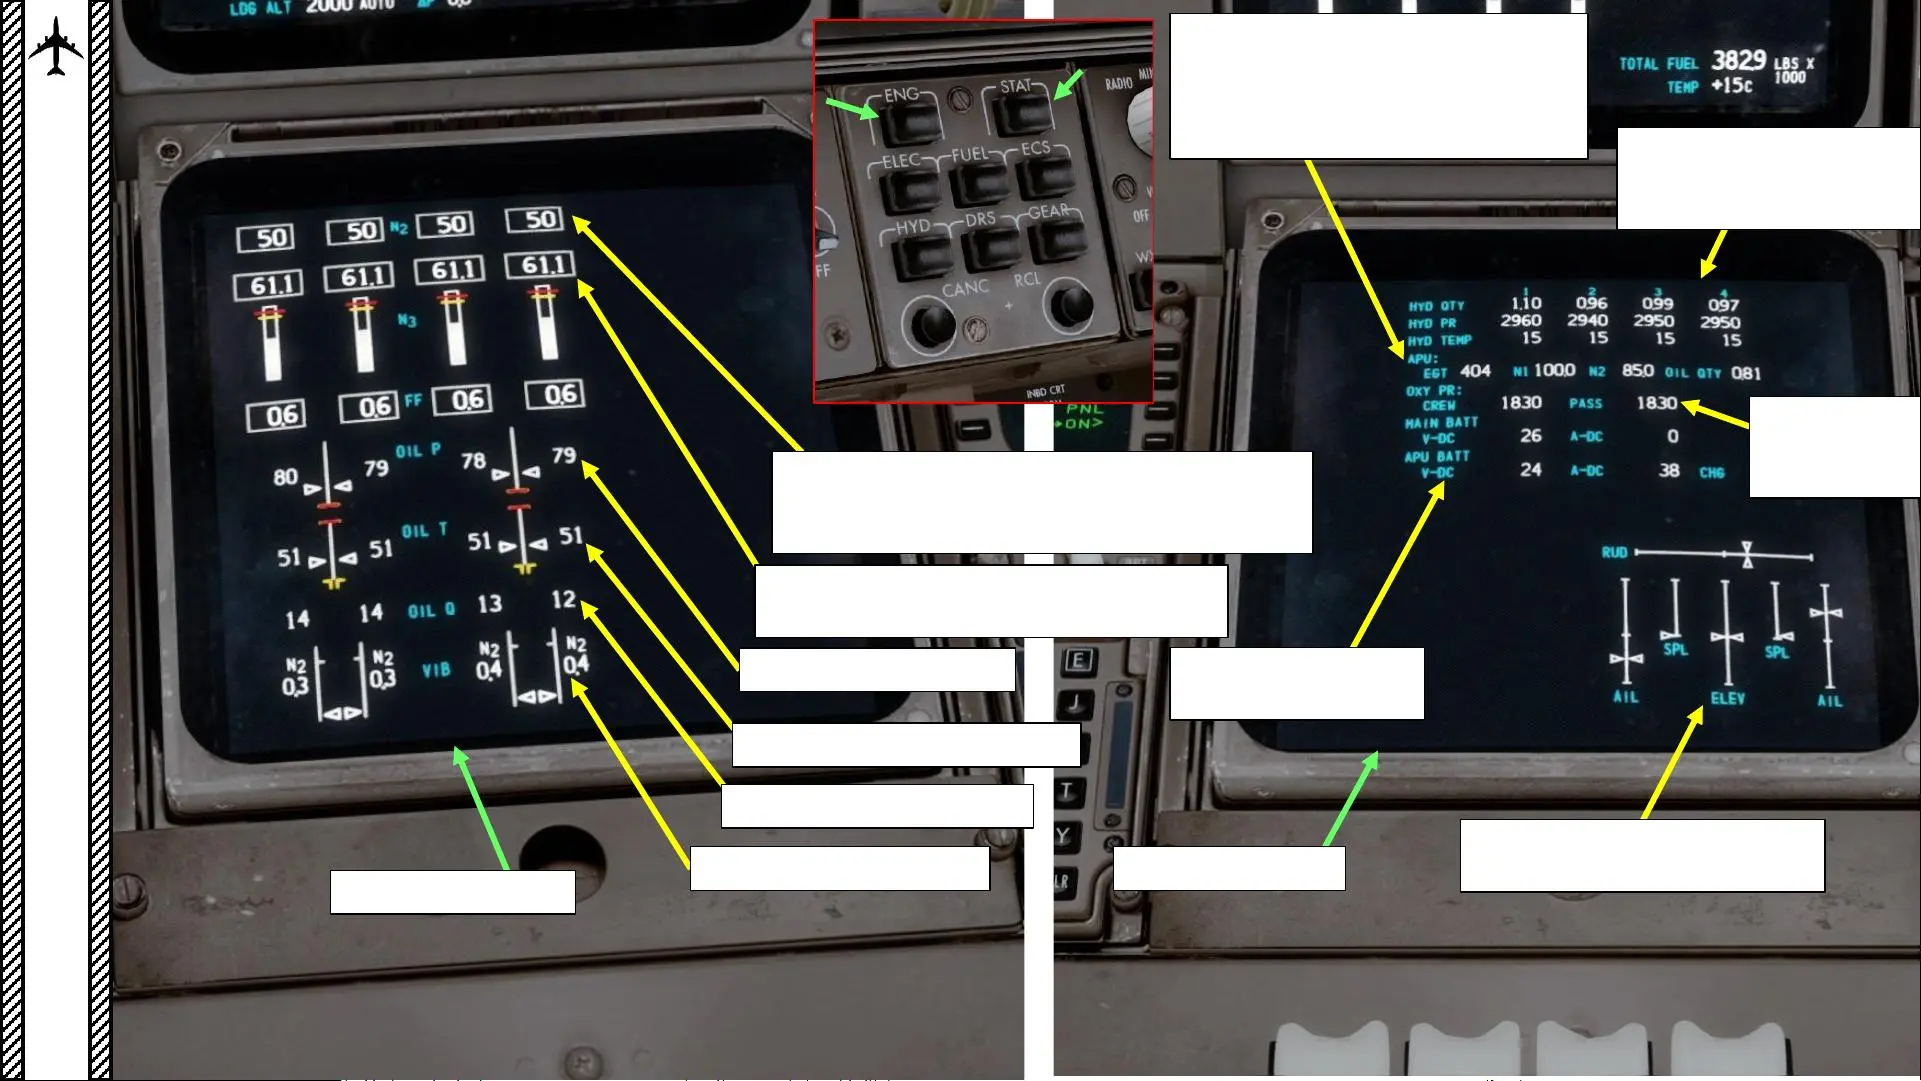 LDG ALT 2000 AUTO ΔP 0.0
50 50 N2 50 50
61.1 61.1 61.1 61.1
N3
0.6 0.6 FF 0.6 0.6
80 79 OIL P 78 79
51 51 OIL T 51 51
14 14 OIL Q 13 12
N2 N2 N2 N2
0.3 0.3 VIB 0.4 0.4
ENG STAT
ELEC FUEL ECS
HYD DRS GEAR
CANC RCL
+
RADIO
OFF
FF
INBD CRT
PNL
ON>
E
J
T
Y
LR
TOTAL FUEL 382.9 LBS X
1000
TEMP +15c
1 2 3 4
HYD QTY 1.10 0.96 0.99 0.97
HYD PR 2960 2940 2950 2950
HYD TEMP 15 15 15 15
APU:
EGT 404 N1 100.0 N2 85.0 OIL QTY 0.81
OXY PR:
CREW 1830 PASS 1830
MAIN BATT
V-DC 26 A-DC 0
APU BATT
V-DC 24 A-DC 38 CHG
RUD
SPL SPL
AIL ELEV AIL